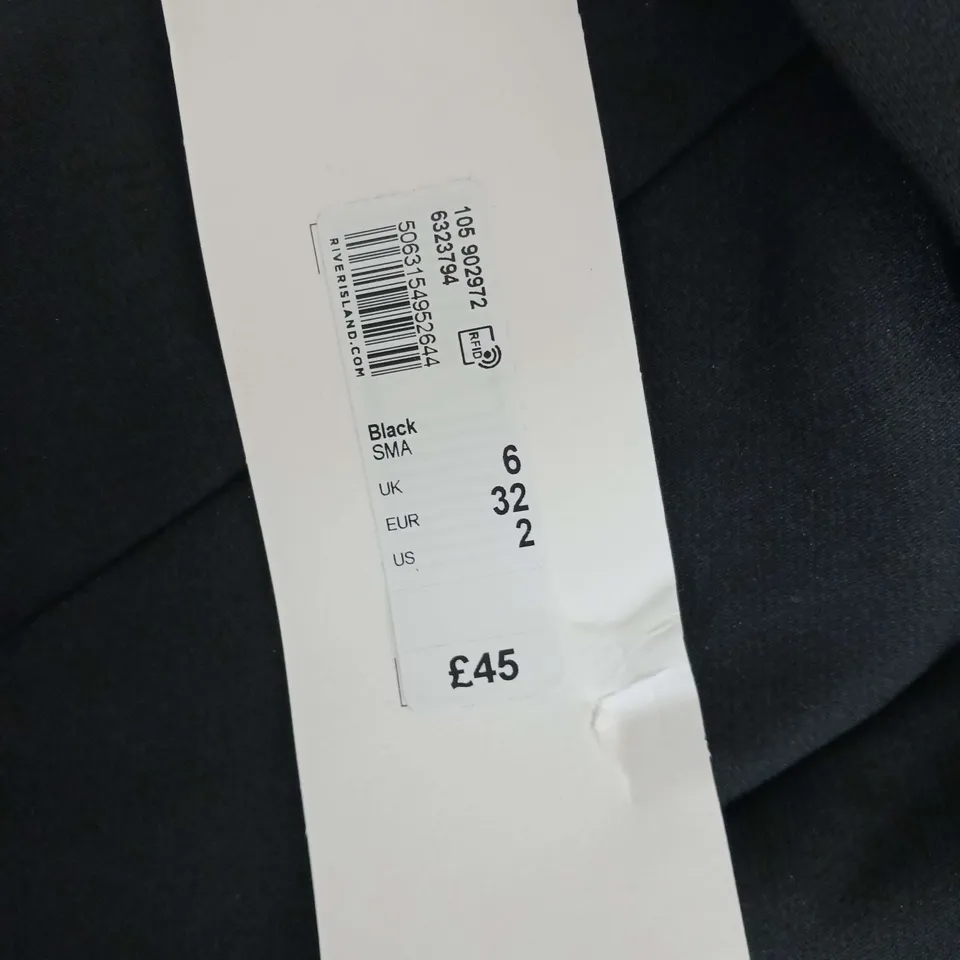 105 902972
6323794
RFID
5063154952644
RIVERISLAND.COM
Black
SMA
UK 6
EUR 32
US 2
£45